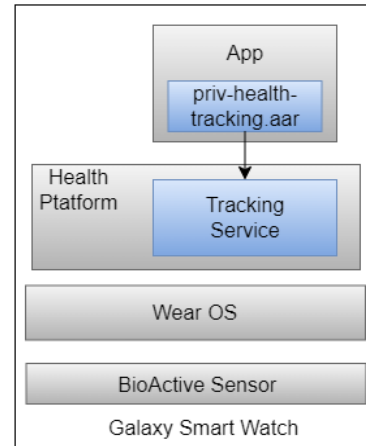 App
priv-health-
tracking.aar
Health
Ptatform
Tracking
Service
Wear OS
BioActive Sensor
Galaxy Smart Watch